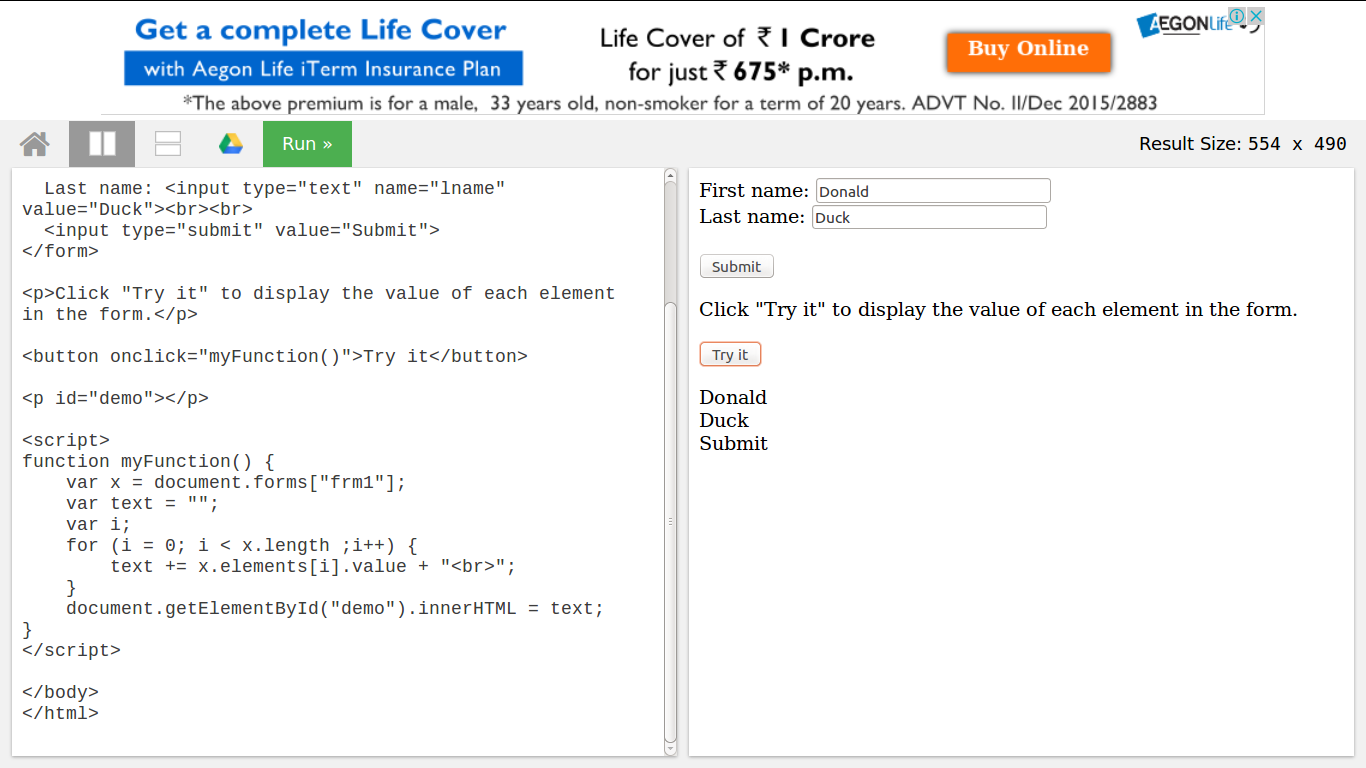 Get a complete Life Cover
with Aegon Life iTerm Insurance Plan
Life Cover of ₹ 1 Crore
for just ₹ 675* p.m.
Buy Online
AEGON Life
*The above premium is for a male, 33 years old, non-smoker for a term of 20 years. ADVT No. II/Dec 2015/2883
Run »
Result Size: 554 x 490
Last name: <input type="text" name="lname"
value="Duck"><br><br>
<input type="submit" value="Submit">
</form>
<p>Click "Try it" to display the value of each element
in the form.</p>
<button onclick="myFunction()">Try it</button>
<p id="demo"></p>
<script>
function myFunction() {
var x = document.forms["frm1"];
var text = "";
var i;
for (i = 0; i < x.length ;i++) {
text += x.elements[i].value + "<br>";
}
document.getElementById("demo").innerHTML = text;
}
</script>
</body>
</html>
First name: Donald
Last name: Duck
Submit
Click "Try it" to display the value of each element in the form.
Try it
Donald
Duck
Submit